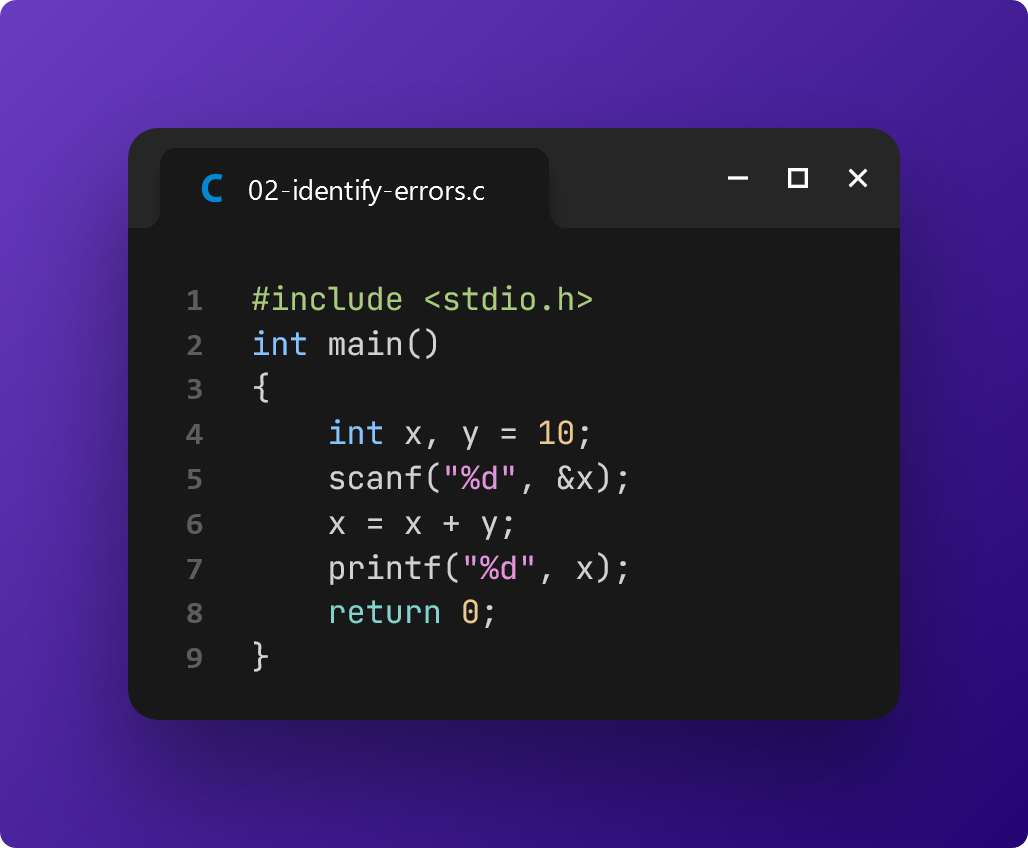 C 02-identify-errors.c
1 #include <stdio.h>
2 int main()
3 {
4     int x, y = 10;
5     scanf("%d", &x);
6     x = x + y;
7     printf("%d", x);
8     return 0;
9 }